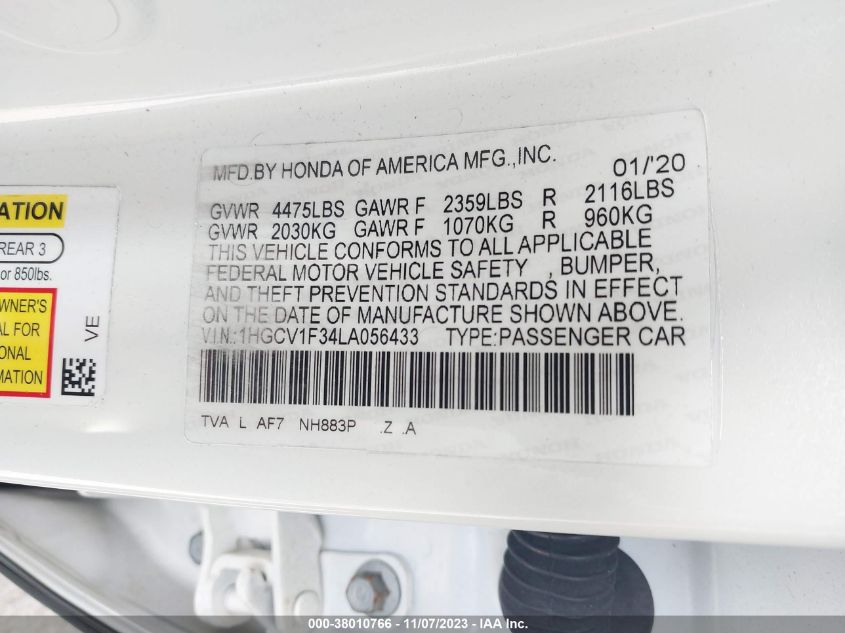 MFD.BY HONDA OF AMERICA MFG.,INC. 01/'20
GVWR 4475LBS GAWR F 2359LBS R 2116LBS
GVWR 2030KG GAWR F 1070KG R 960KG
THIS VEHICLE CONFORMS TO ALL APPLICABLE
FEDERAL MOTOR VEHICLE SAFETY , BUMPER,
AND THEFT PREVENTION STANDARDS IN EFFECT
ON THE DATE OF MANUFACTURE SHOWN ABOVE.
VIN:1HGCV1F34LA056433 TYPE:PASSENGER CAR
TVA L AF7 NH883P .Z .A
ATION
REAR 3
or 850lbs.
WNER'S
AL FOR
ONAL
MATION
VE
000-38010766 - 11/07/2023 - IAA Inc.